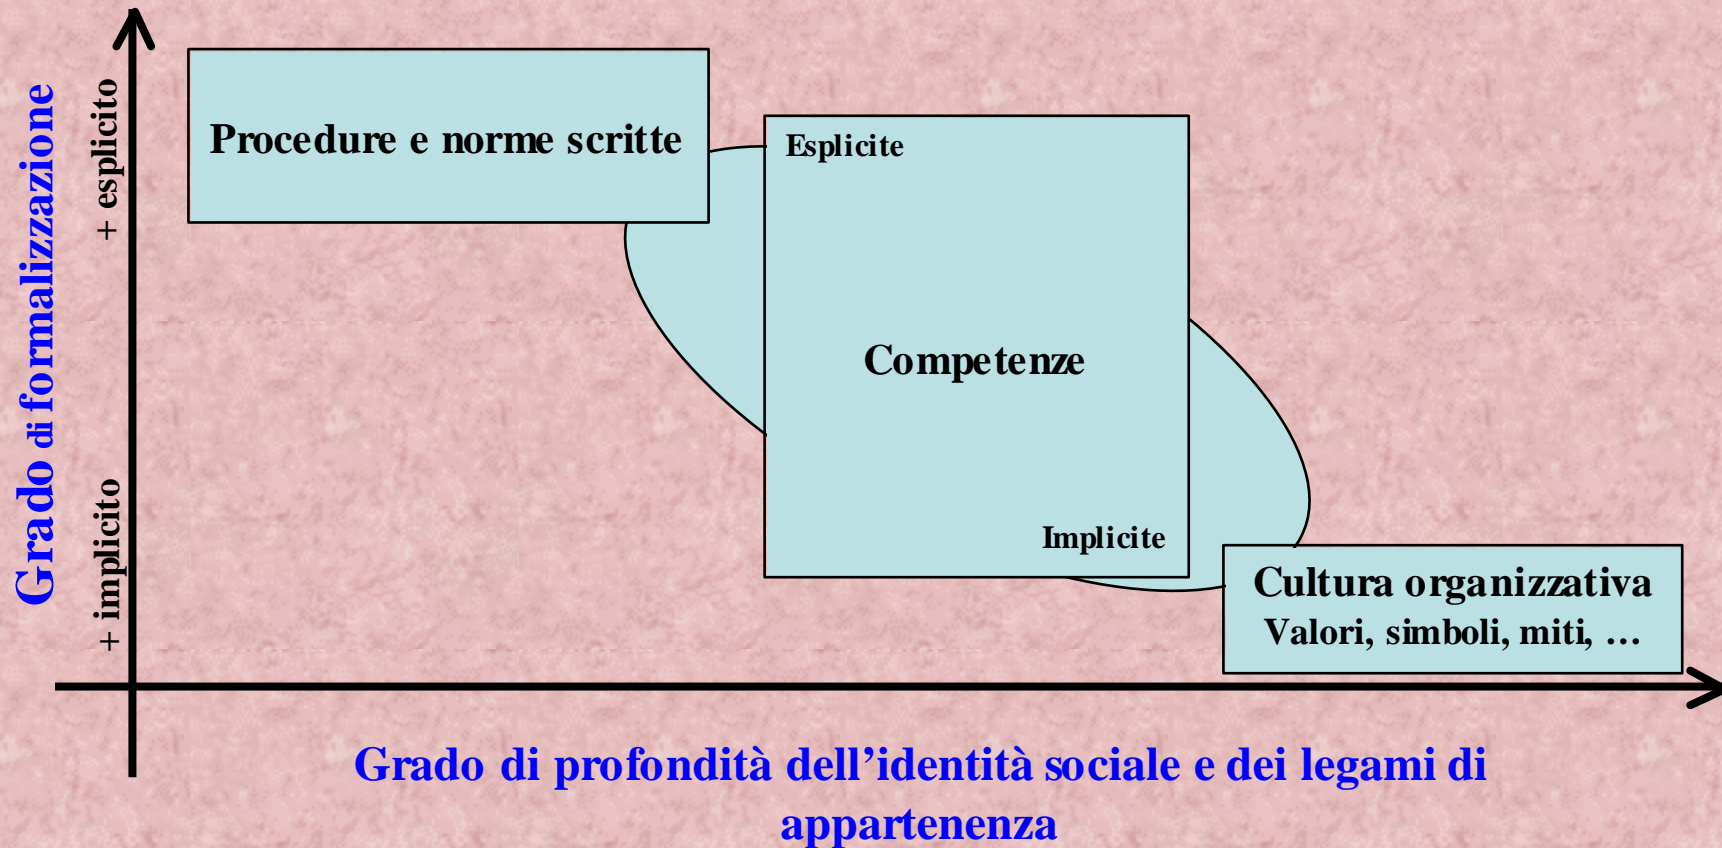 Grado di formalizzazione
+ esplicito
+ implicito
Procedure e norme scritte
Esplicite
Competenze
Implicite
Cultura organizzativa
Valori, simboli, miti, …
Grado di profondità dell’identità sociale e dei legami di
appartenenza